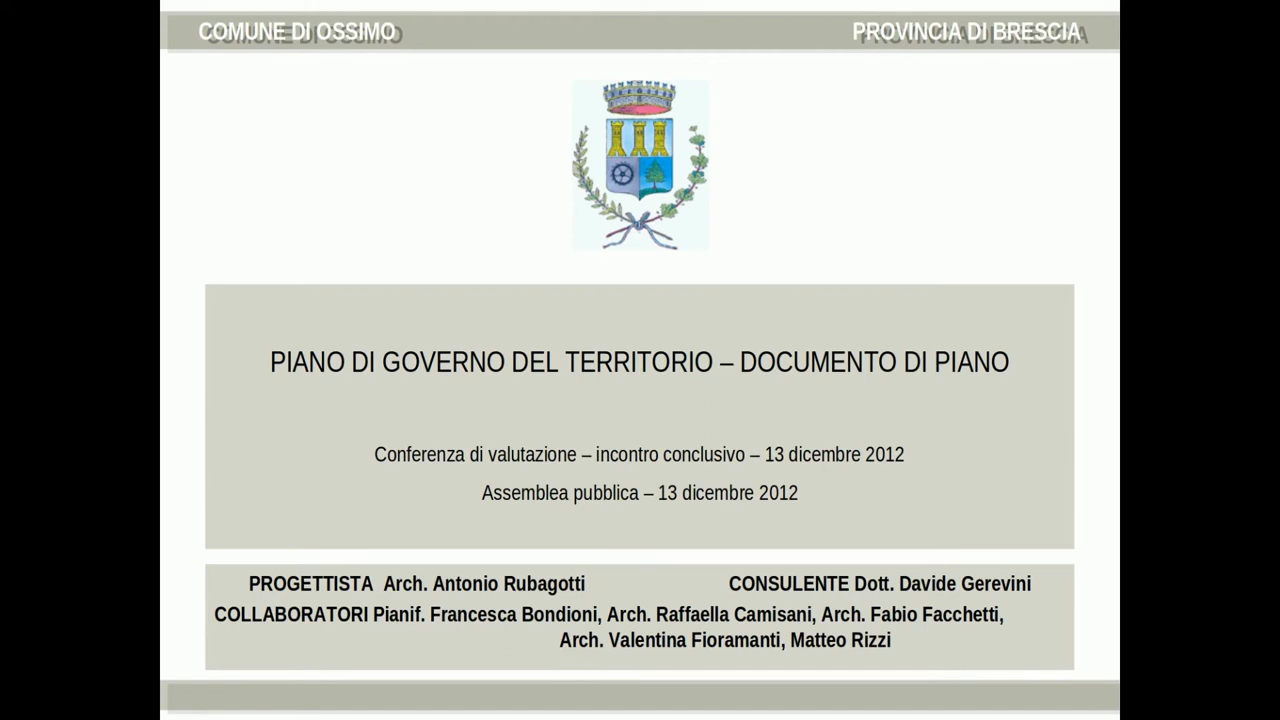 COMUNE DI OSSIMO
PROVINCIA DI BRESCIA
PIANO DI GOVERNO DEL TERRITORIO – DOCUMENTO DI PIANO
Conferenza di valutazione – incontro conclusivo – 13 dicembre 2012
Assemblea pubblica – 13 dicembre 2012
PROGETTISTA Arch. Antonio Rubagotti
CONSULENTE Dott. Davide Gerevini
COLLABORATORI Pianif. Francesca Bondioni, Arch. Raffaella Camisani, Arch. Fabio Facchetti,
Arch. Valentina Fioramanti, Matteo Rizzi